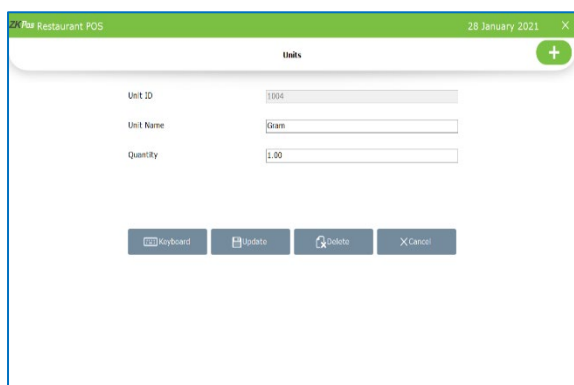 ZKPos Restaurant POS 28 January 2021 X
Units
+
Unit ID 1004
Unit Name Gram
Quantity 1.00
Keyboard Update Delete Cancel